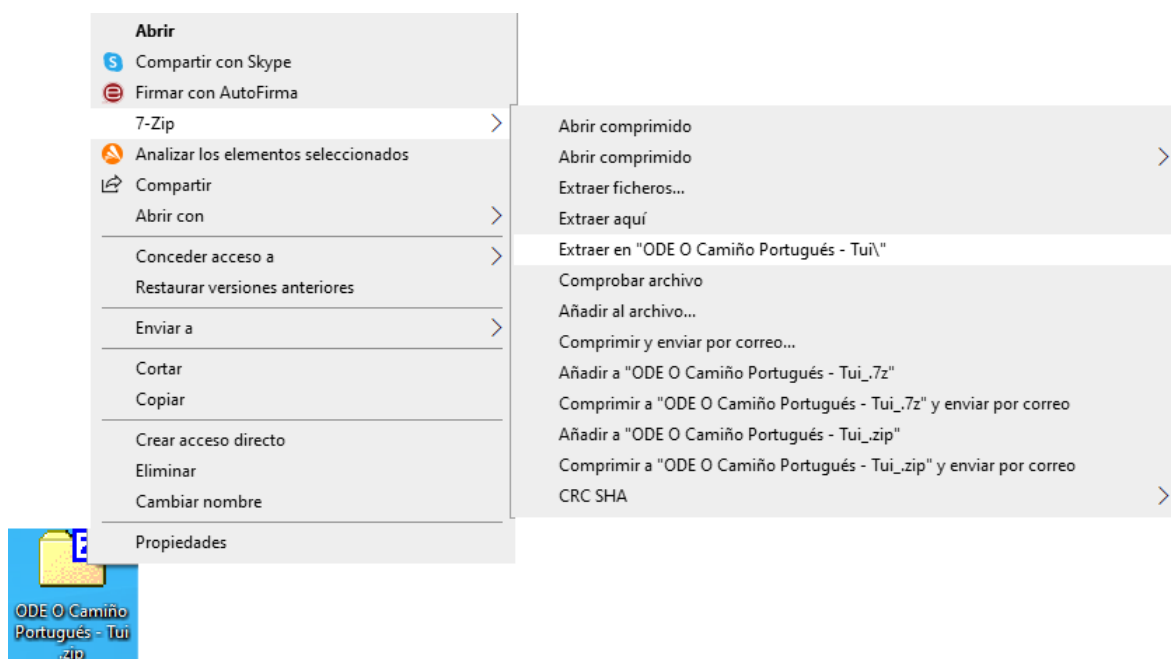 Abrir
Compartir con Skype
Firmar con AutoFirma
7-Zip
Analizar los elementos seleccionados
Compartir
Abrir con
Conceder acceso a
Restaurar versiones anteriores
Enviar a
Cortar
Copiar
Crear acceso directo
Eliminar
Cambiar nombre
Propiedades
Abrir comprimido
Abrir comprimido
Extraer ficheros...
Extraer aquí
Extraer en "ODE O Camiño Portugués - Tui\"
Comprobar archivo
Añadir al archivo...
Comprimir y enviar por correo...
Añadir a "ODE O Camiño Portugués - Tui_.7z"
Comprimir a "ODE O Camiño Portugués - Tui_.7z" y enviar por correo
Añadir a "ODE O Camiño Portugués - Tui_.zip"
Comprimir a "ODE O Camiño Portugués - Tui_.zip" y enviar por correo
CRC SHA
ODE O Camiño
Portugués - Tui
.zip